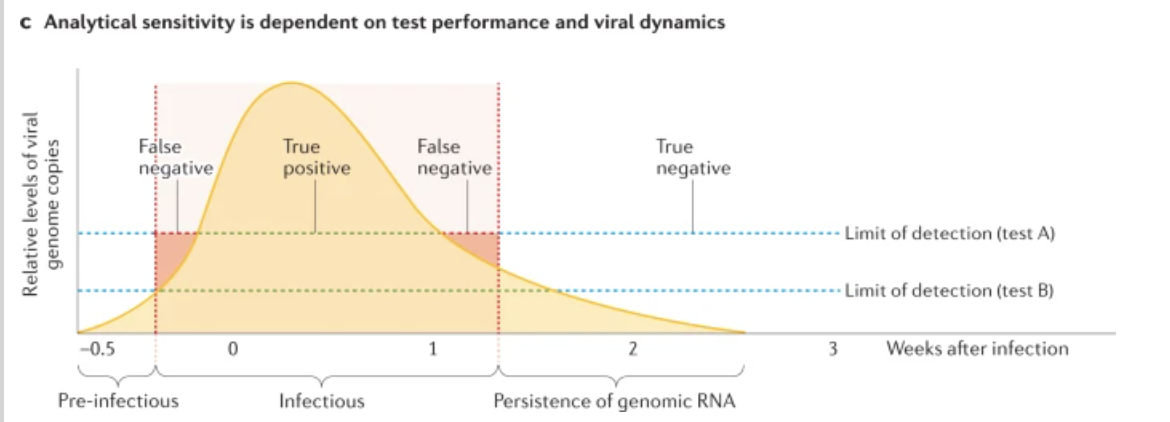 c Analytical sensitivity is dependent on test performance and viral dynamics
Relative levels of viral
genome copies
False
negative
True
positive
False
negative
True
negative
Limit of detection (test A)
Limit of detection (test B)
–0.5 0 1 2 3 Weeks after infection
Pre-infectious Infectious Persistence of genomic RNA